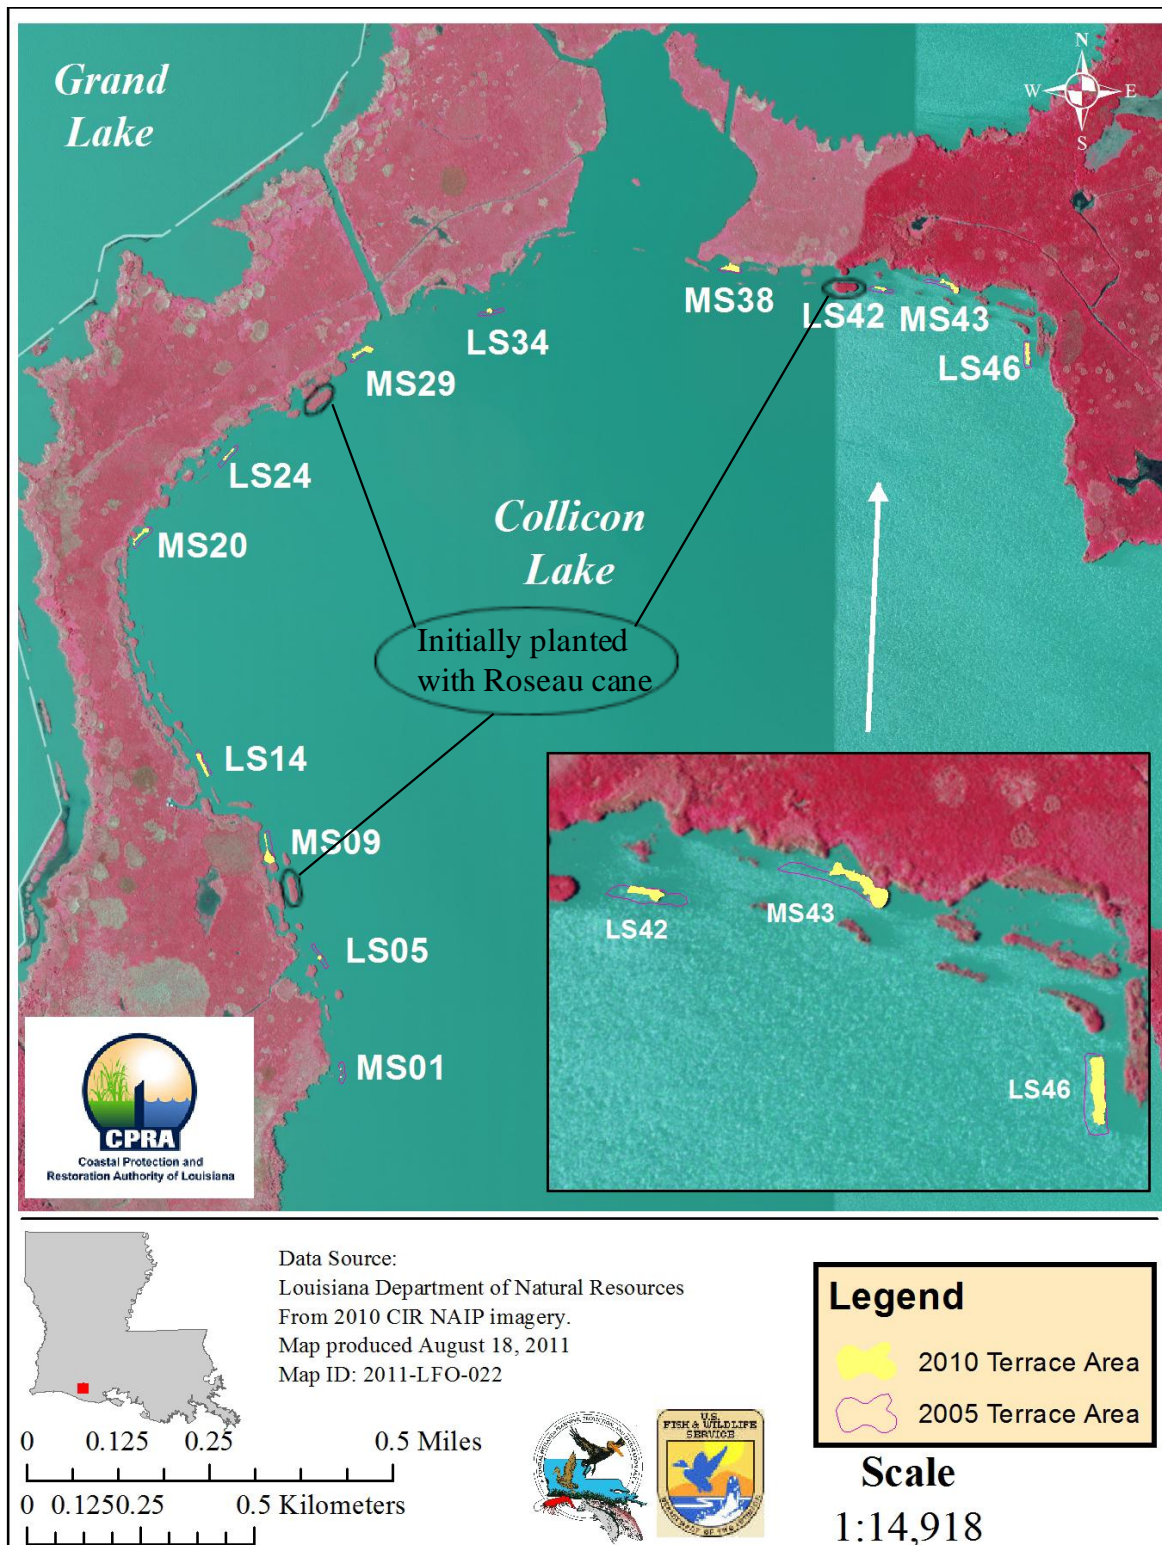 Grand
Lake
N
W E
S
MS38
LS42
MS43
LS46
LS34
MS29
LS24
MS20
Collicon
Lake
Initially planted
with Roseau cane
LS14
MS09
LS05
MS01
LS42
MS43
LS46
CPRA
Coastal Protection and
Restoration Authority of Louisiana
Data Source:
Louisiana Department of Natural Resources
From 2010 CIR NAIP imagery.
Map produced August 18, 2011
Map ID: 2011-LFO-022
Legend
2010 Terrace Area
2005 Terrace Area
0 0.125 0.25 0.5 Miles
0 0.125 0.25 0.5 Kilometers
U.S.
FISH & WILDLIFE
SERVICE
Scale
1:14,918